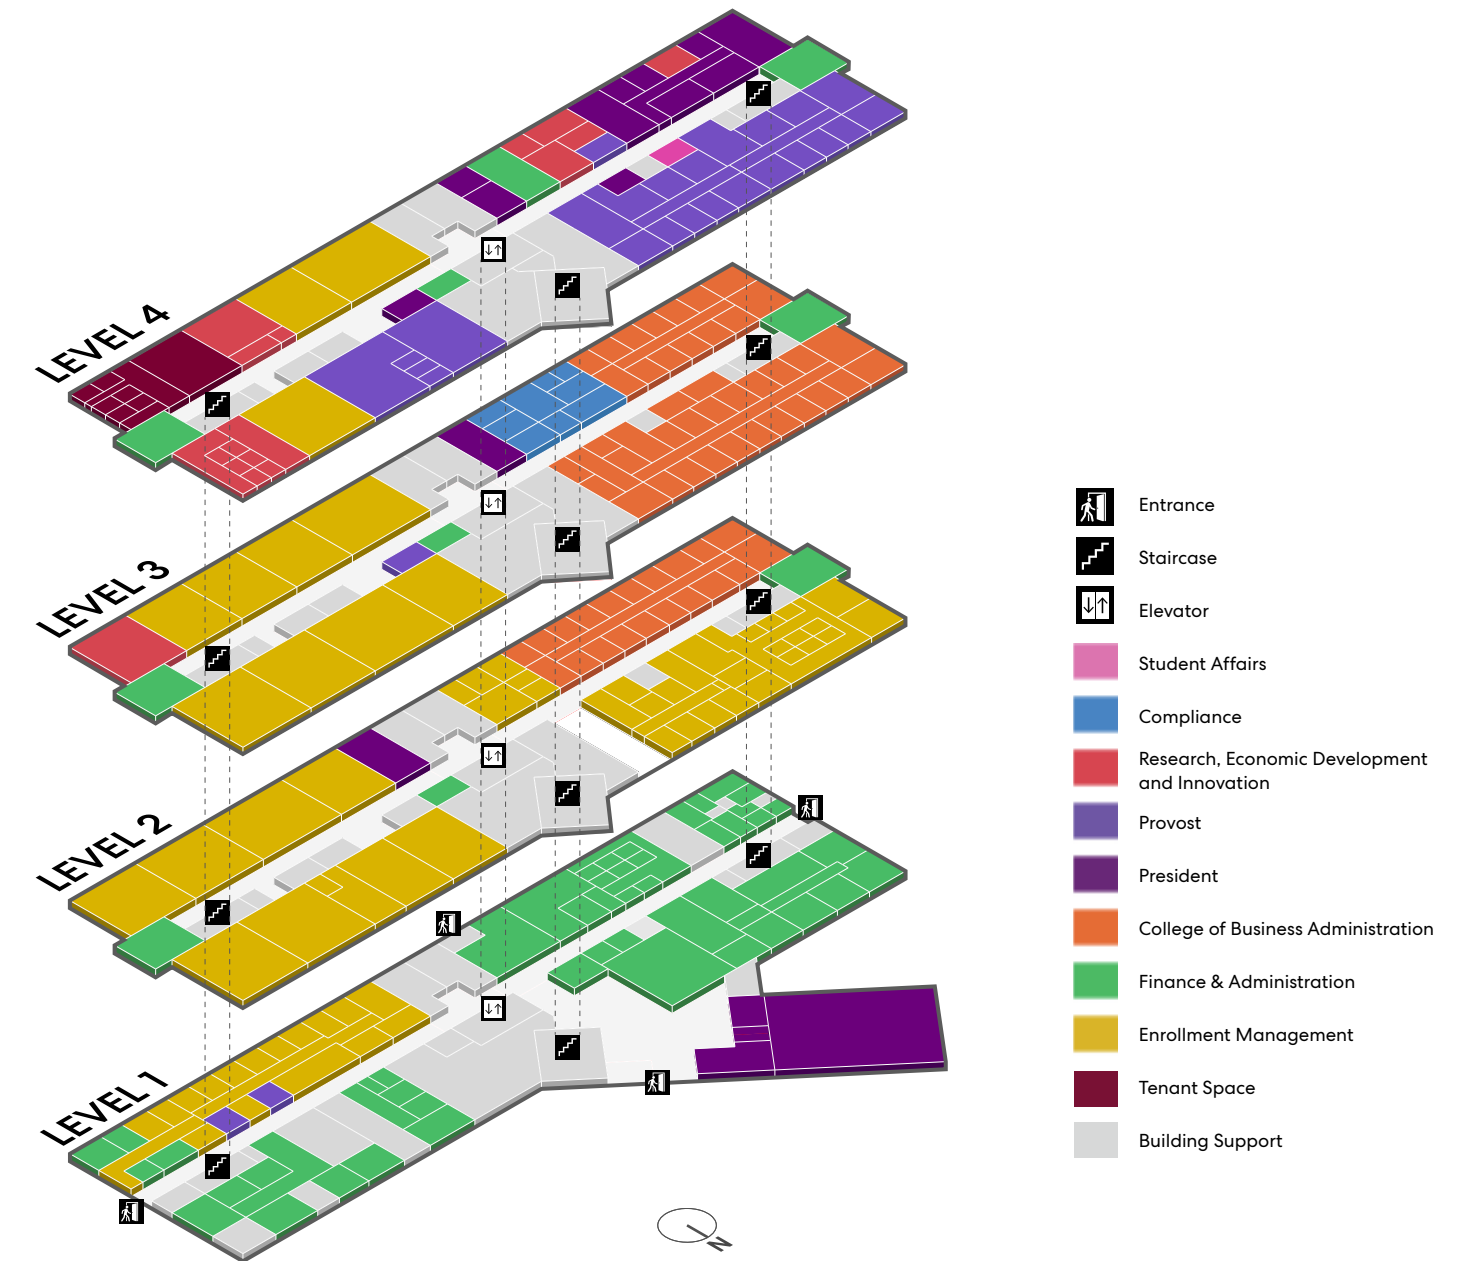 LEVEL 4
LEVEL 3
LEVEL 2
LEVEL 1
Entrance
Staircase
Elevator
Student Affairs
Compliance
Research, Economic Development
and Innovation
Provost
President
College of Business Administration
Finance & Administration
Enrollment Management
Tenant Space
Building Support
N